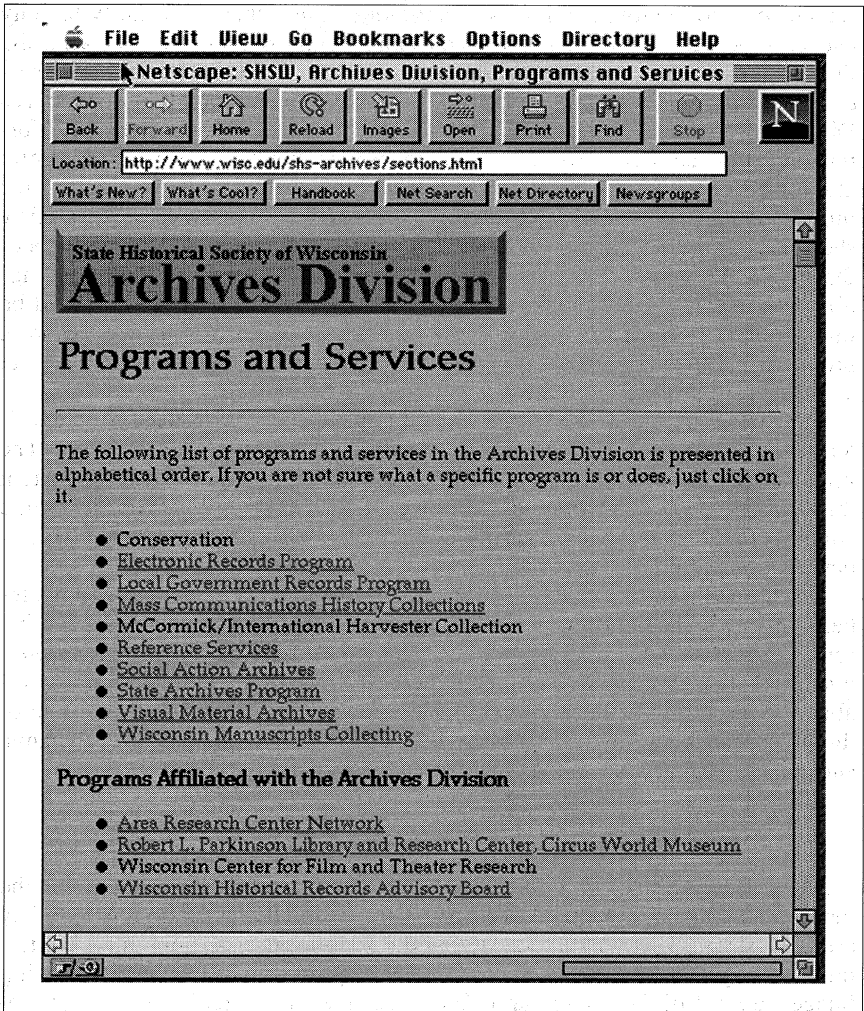 File Edit View Go Bookmarks Options Directory Help
Netscape: SHSW, Archives Division, Programs and Services
Back Forward Home Reload Images Open Print Find Stop
N
Location: http://www.wisc.edu/shs-archives/sections.html
What's New? What's Cool? Handbook Net Search Net Directory Newsgroups
State Historical Society of Wisconsin
Archives Division
Programs and Services
The following list of programs and services in the Archives Division is presented in
alphabetical order. If you are not sure what a specific program is or does, just click on
it.
Conservation
Electronic Records Program
Local Government Records Program
Mass Communications History Collections
McCormick/International Harvester Collection
Reference Services
Social Action Archives
State Archives Program
Visual Material Archives
Wisconsin Manuscripts Collecting
Programs Affiliated with the Archives Division
Area Research Center Network
Robert L. Parkinson Library and Research Center, Circus World Museum
Wisconsin Center for Film and Theater Research
Wisconsin Historical Records Advisory Board